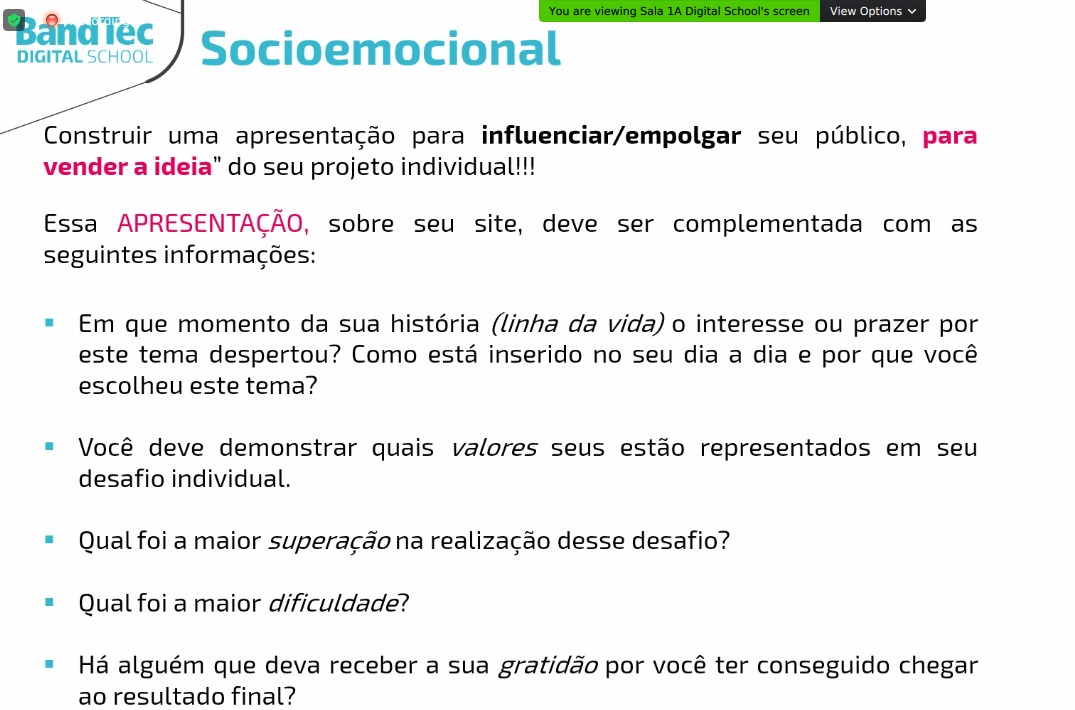 You are viewing Sala 1A Digital School's screen
View Options
BandTec
DIGITAL SCHOOL
Socioemocional
Construir uma apresentação para influenciar/empolgar seu público, para
vender a ideia” do seu projeto individual!!!
Essa APRESENTAÇÃO, sobre seu site, deve ser complementada com as
seguintes informações:
Em que momento da sua história (linha da vida) o interesse ou prazer por
este tema despertou? Como está inserido no seu dia a dia e por que você
escolheu este tema?
Você deve demonstrar quais valores seus estão representados em seu
desafio individual.
Qual foi a maior superação na realização desse desafio?
Qual foi a maior dificuldade?
Há alguém que deva receber a sua gratidão por você ter conseguido chegar
ao resultado final?